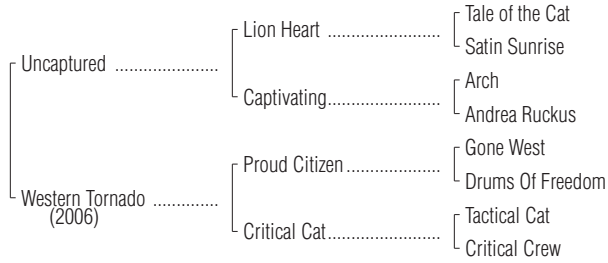 Tale of the Cat
Lion Heart ......................
Satin Sunrise
Uncaptured ....................
Arch
Captivating......................
Andrea Ruckus
Gone West
Proud Citizen ..................
Drums Of Freedom
Western Tornado .............
(2006)
Tactical Cat
Critical Cat......................
Critical Crew